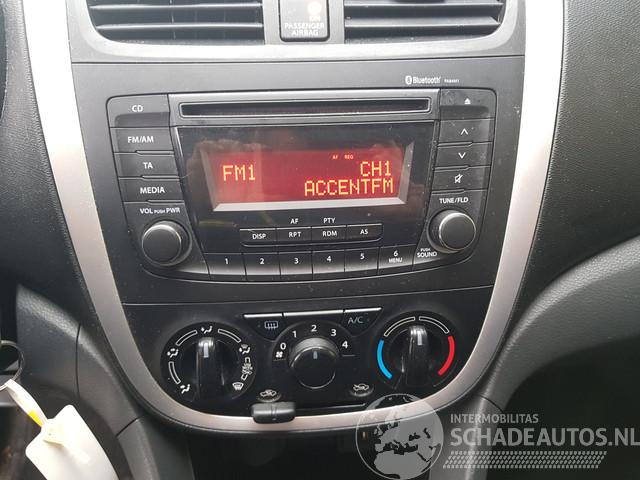 ON
PASSENGER
AIRBAG
Bluetooth
CD
FM/AM
TA
MEDIA
VOL PUSH PWR
AF REG
FM1 CH1
ACCENTFM
TUNE/FLD
PUSH
SOUND
AF PTY
DISP RPT RDM AS
1 2 3 4 5 6
MENU
A/C
0 1 2 3 4
INTERMOBILITAS
SCHADEAUTOS.NL